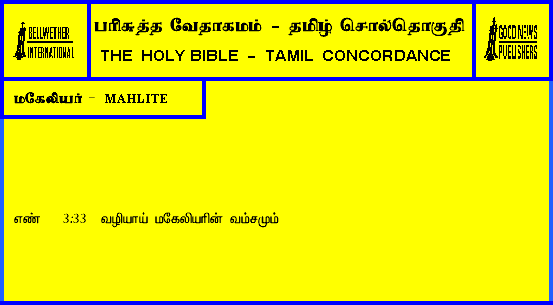 BELLWETHER
INTERNATIONAL
பரிசுத்த வேதாகமம் - தமிழ் சொல்தொகுதி
THE HOLY BIBLE - TAMIL CONCORDANCE
GOOD NEWS
PUBLISHERS
மகேலியர் - MAHLITE
எண் 3:33 வழியாய் மகேலியரின் வம்சமும்